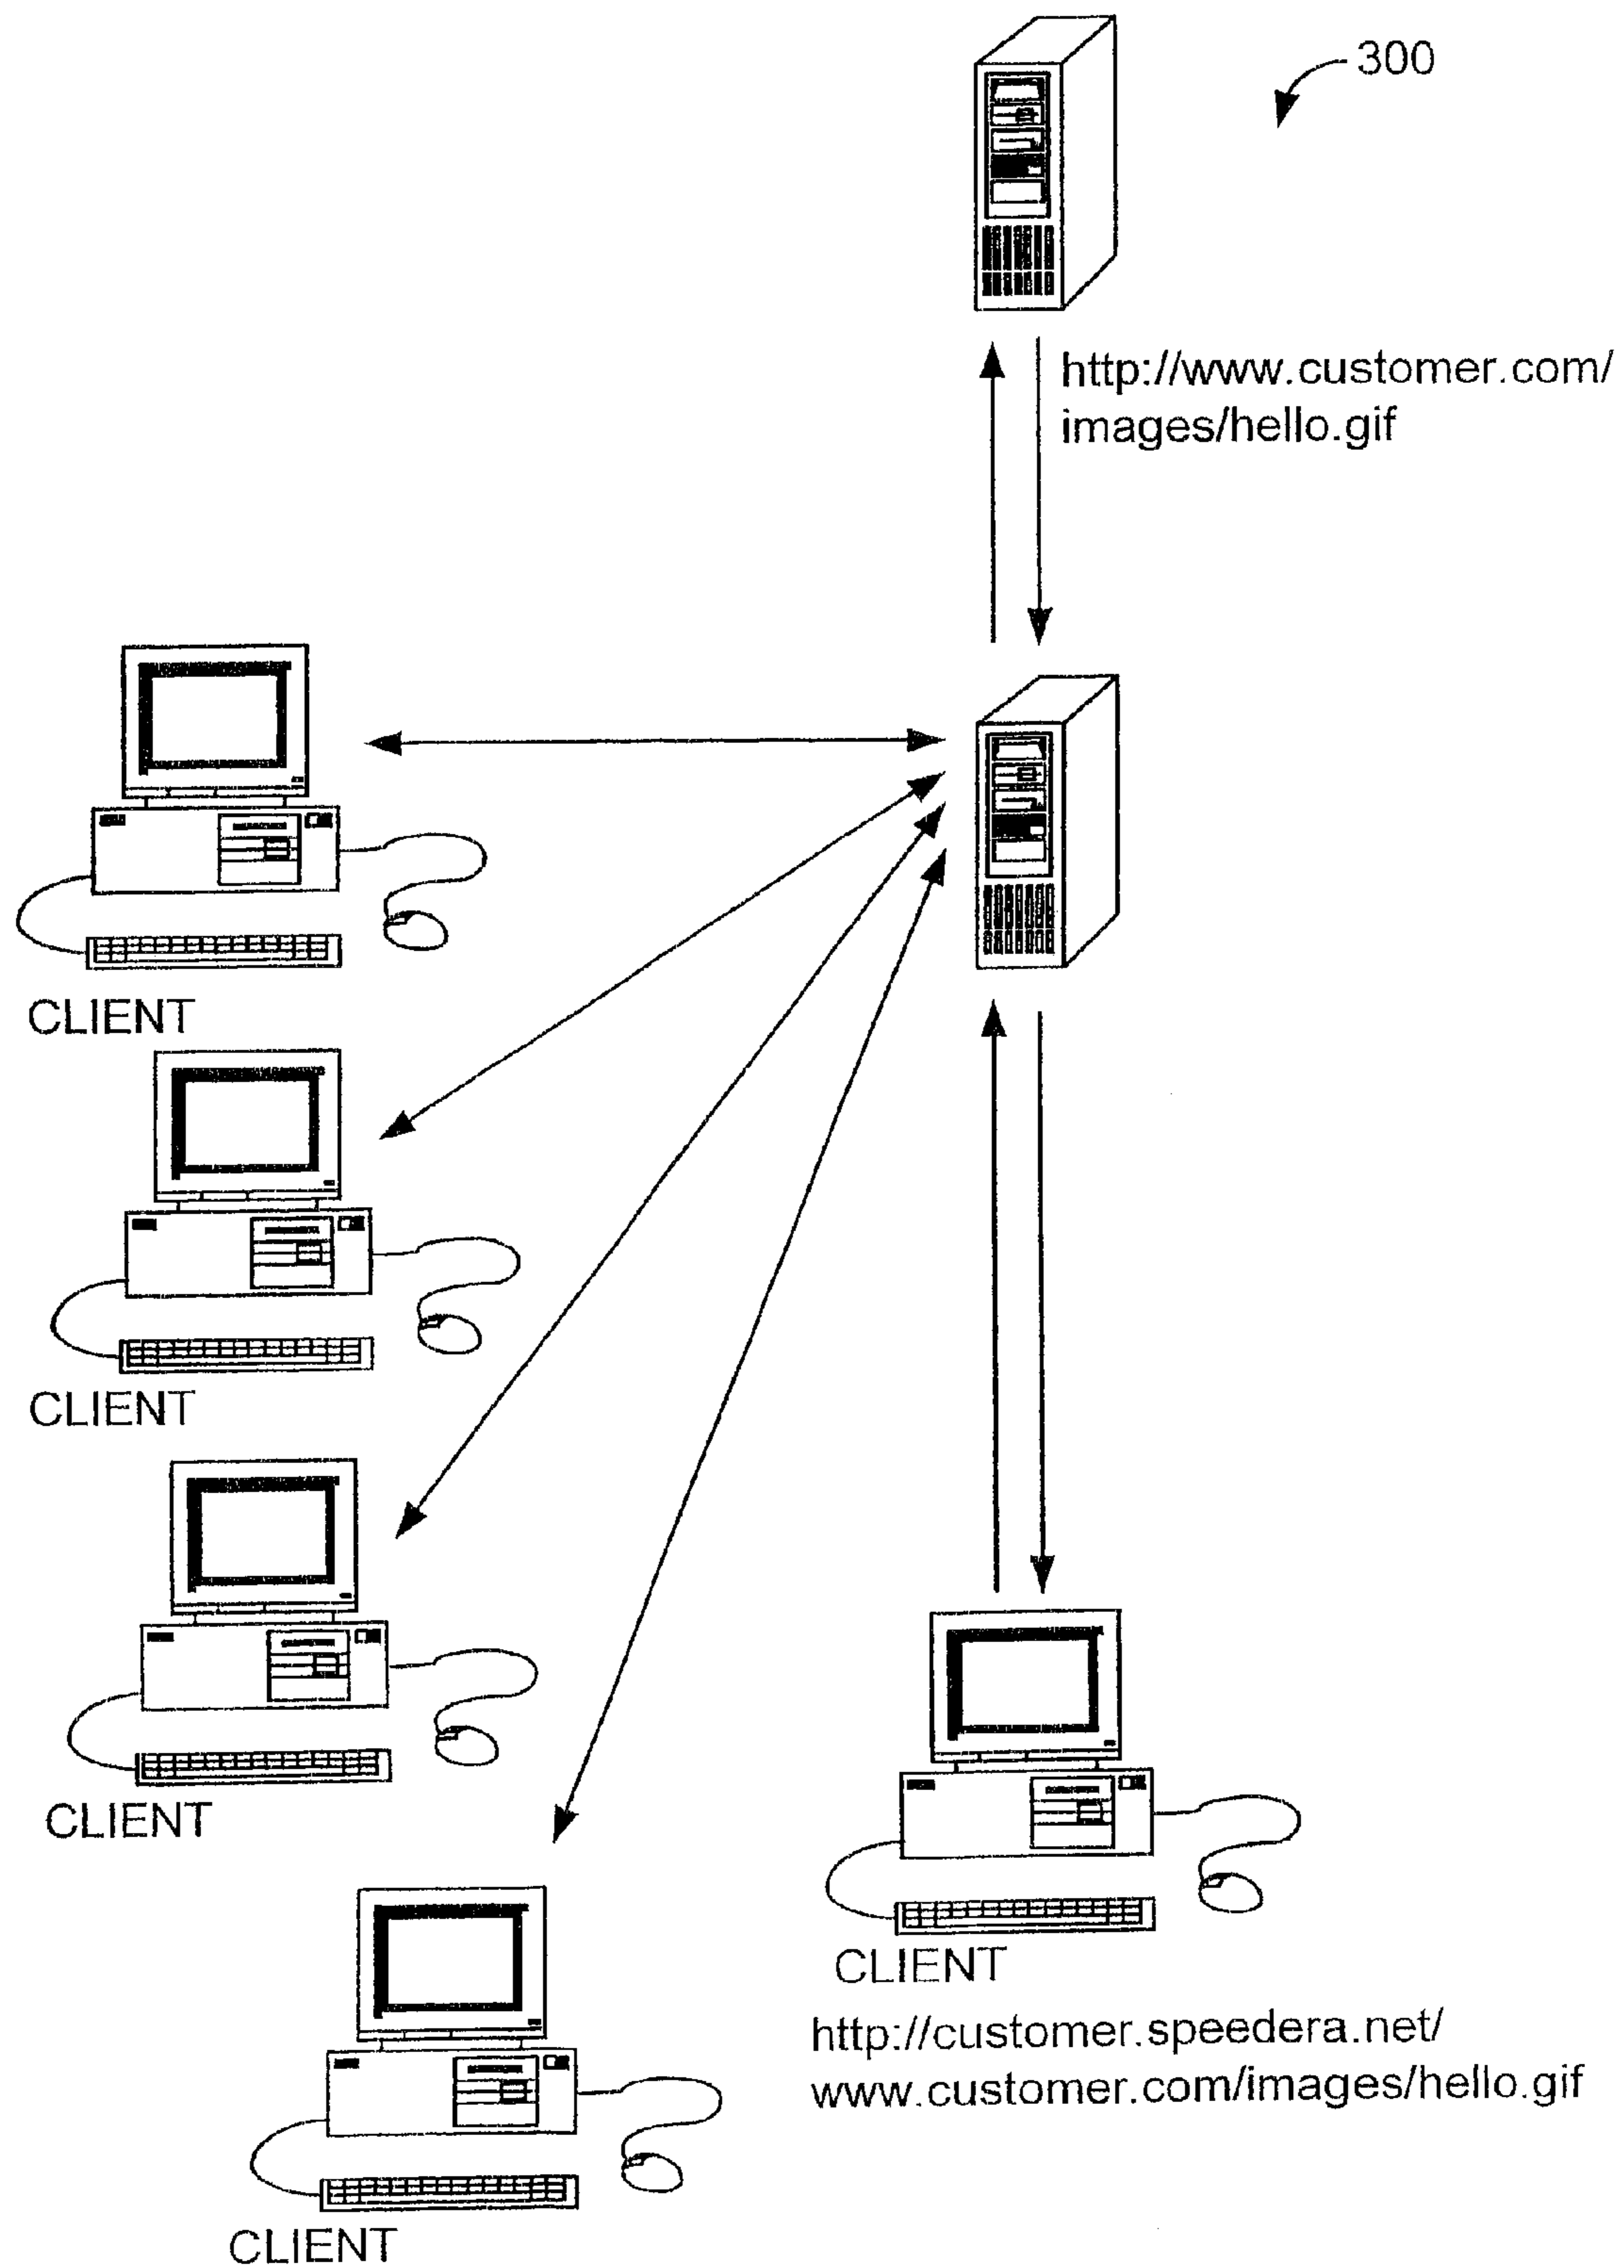 300
http://www.customer.com/
images/hello.gif
CLIENT
CLIENT
CLIENT
CLIENT
http://customer.speedera.net/
www.customer.com/images/hello.gif
CLIENT